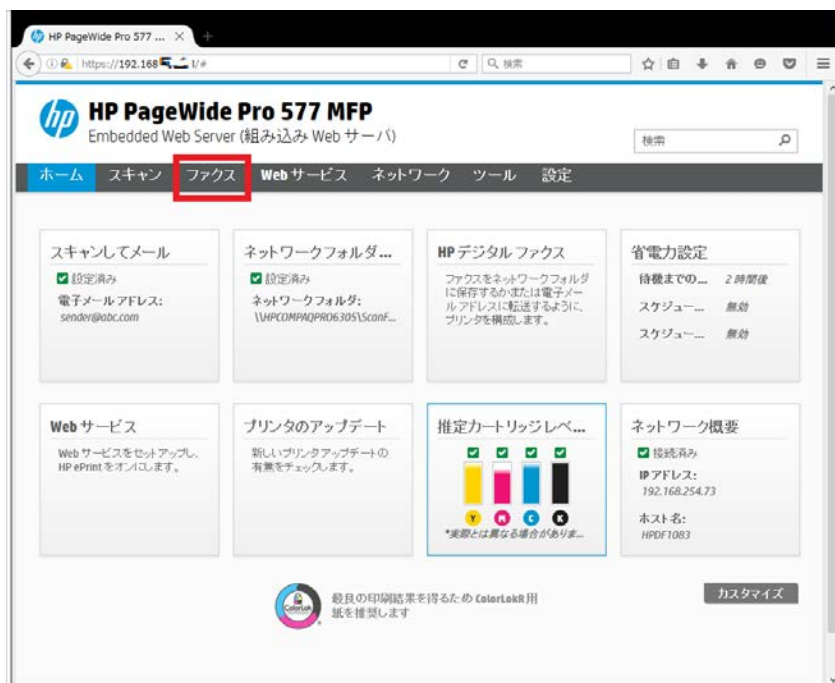 HP PageWide Pro 577 ...
https://192.168
1/#
検索
hp
HP PageWide Pro 577 MFP
Embedded Web Server (組み込み Web サーバ)
検索
ホーム スキャン ファクス Web サービス ネットワーク ツール 設定
スキャンしてメール
設定済み
電子メール アドレス:
sender@abc.com
ネットワークフォルダ...
設定済み
ネットワークフォルダ:
\\HPCOMPAQPRO6305\ScanF...
HP デジタル ファクス
ファクスをネットワークフォルダ
に保存するかまたは電子メー
ル アドレスに転送するように、
プリンタを構成します。
省電力設定
待機までの... 2 時間後
スケジュー... 無効
スケジュー... 無効
Web サービス
Web サービスをセットアップし、
HP ePrint をオンにします。
プリンタのアップデート
新しいプリンタ アップデートの
有無をチェックします。
推定カートリッジ レベ...
Y M C K
*実際とは異なる場合がありま...
ネットワーク概要
接続済み
IP アドレス:
192.168.254.73
ホスト名:
HPDF1083
ColorLok
最良の印刷結果を得るため ColorLokR 用
紙を推奨します
カスタマイズ